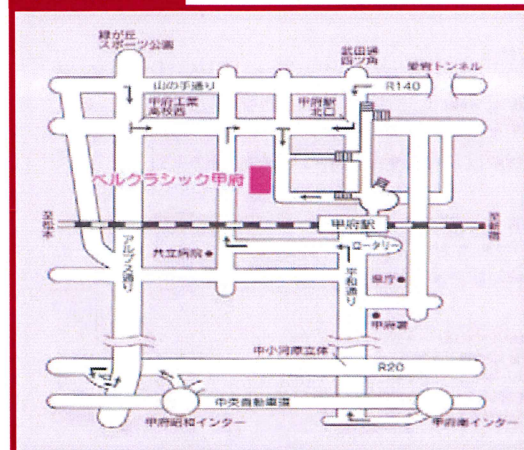 緑が丘
スポーツ公園
武田通
四ツ角
愛宕トンネル
山の手通り
R140
甲府工業
高校西
甲府駅
北口
ベルクラシック甲府
至松本
甲府駅
至新宿
アルプス通り
共立病院
ロータリー
平和通り
県庁
甲府署
中小河原立体
R20
中央自動車道
甲府昭和インター
甲府南インター